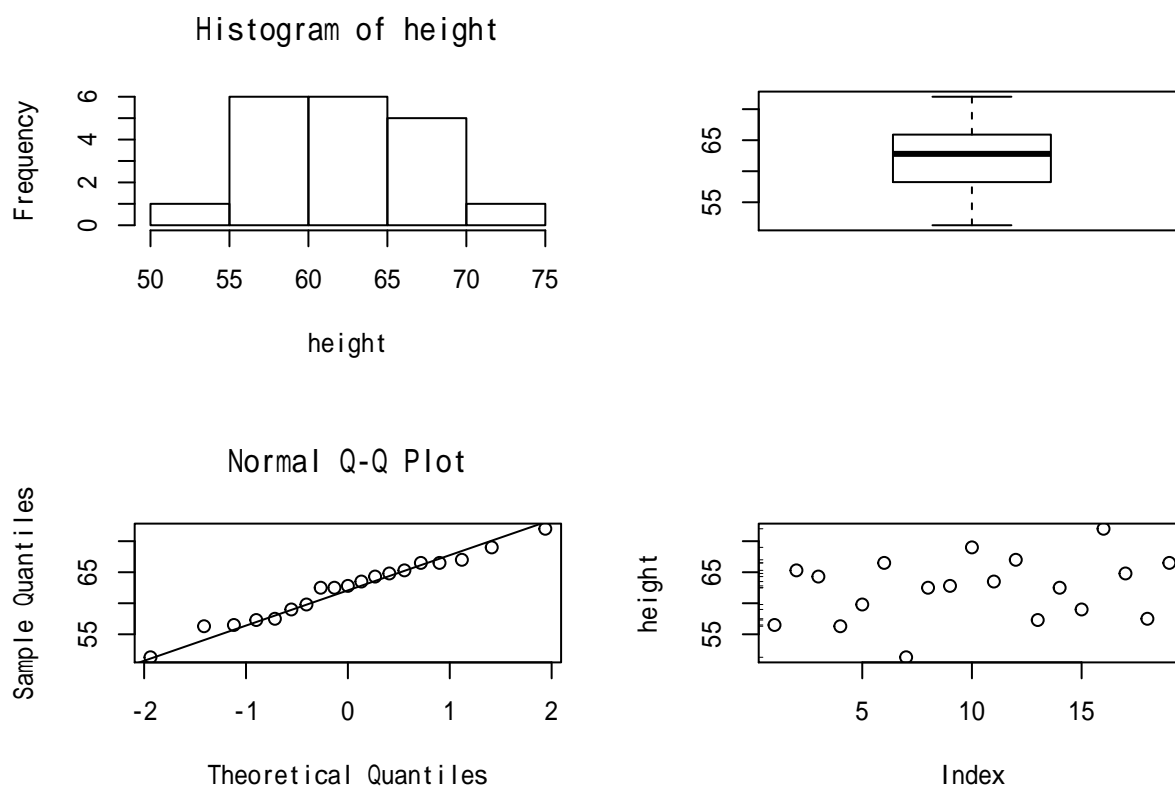 Histogram of height
Frequency
0 2 4 6
50 55 60 65 70 75
height
55 65
Normal Q-Q Plot
Sample Quantiles
55 65
-2 -1 0 1 2
Theoretical Quantiles
height
55 65
5 10 15
Index